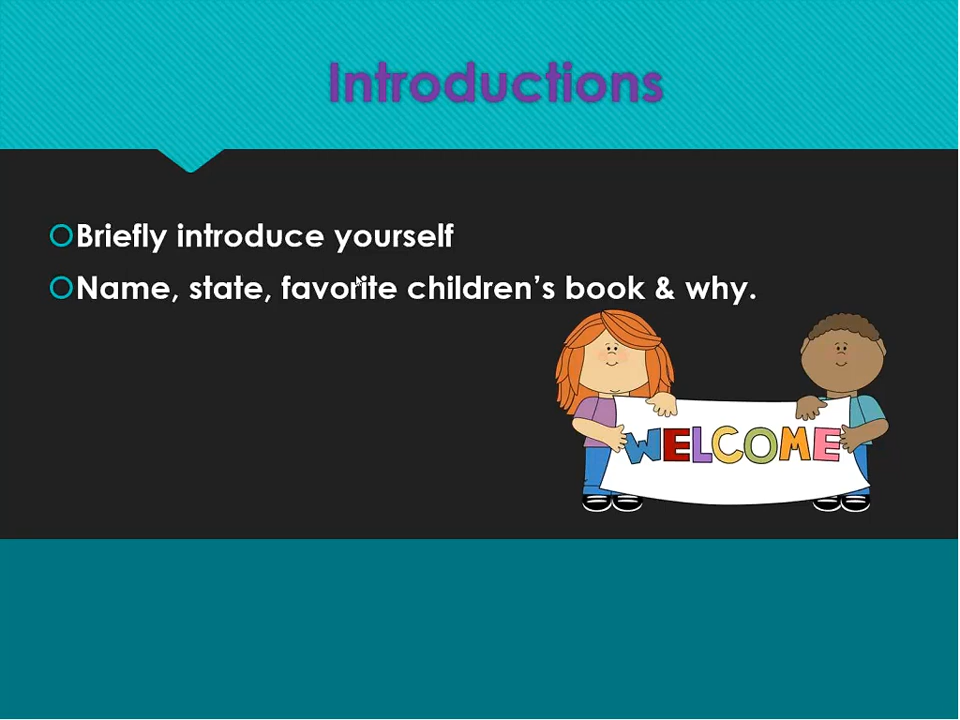 Introductions
Briefly introduce yourself
Name, state, favorite children's book & why.
WELCOME